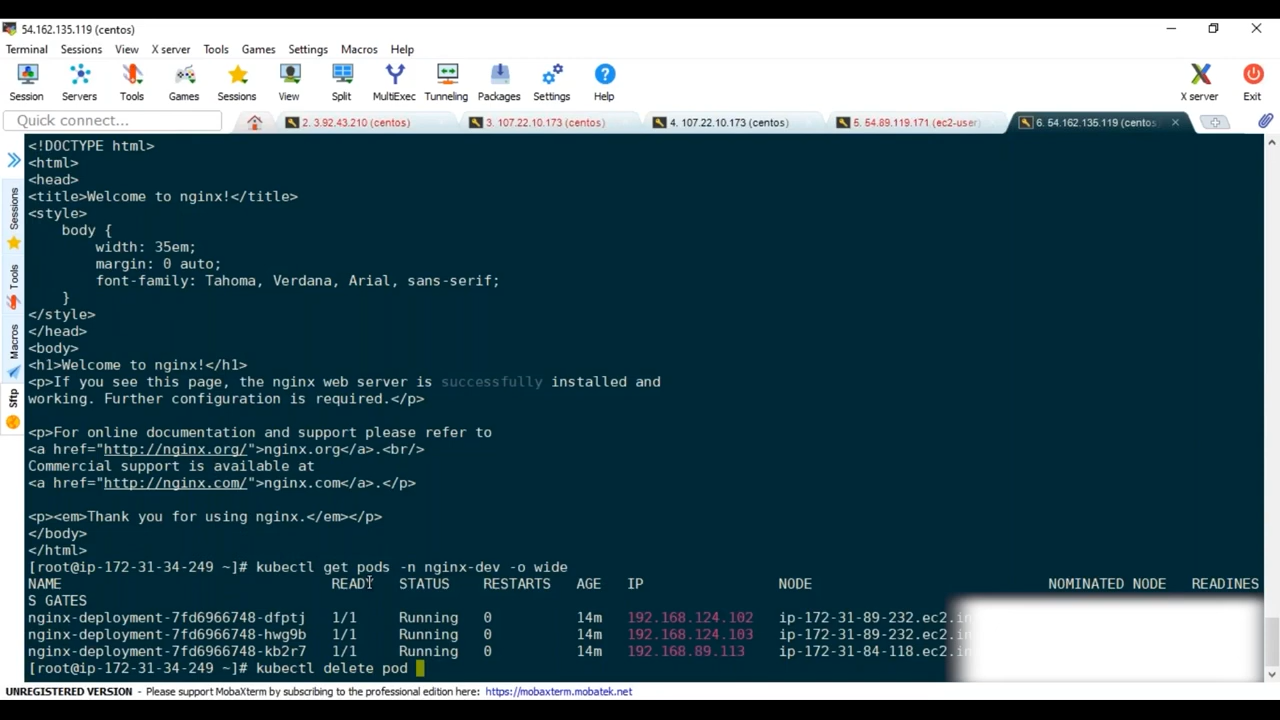 54.162.135.119 (centos)
Terminal Sessions View X server Tools Games Settings Macros Help
Session Servers Tools Games Sessions View Split MultiExec Tunneling Packages Settings Help X server Exit
Quick connect... 2. 3.92.43.210 (centos) 3. 107.22.10.173 (centos) 4. 107.22.10.173 (centos) 5. 54.89.119.171 (ec2-user) 6. 54.162.135.119 (centos
Sessions
Tools
Macros
Sftp
<!DOCTYPE html>
<html>
<head>
<title>Welcome to nginx!</title>
<style>
body {
width: 35em;
margin: 0 auto;
font-family: Tahoma, Verdana, Arial, sans-serif;
}
</style>
</head>
<body>
<h1>Welcome to nginx!</h1>
<p>If you see this page, the nginx web server is successfully installed and
working. Further configuration is required.</p>
<p>For online documentation and support please refer to
<a href="http://nginx.org/">nginx.org</a>.<br/>
Commercial support is available at
<a href="http://nginx.com/">nginx.com</a>.</p>
<p><em>Thank you for using nginx.</em></p>
</body>
</html>
[root@ip-172-31-34-249 ~]# kubectl get pods -n nginx-dev -o wide
NAME READY STATUS RESTARTS AGE IP NODE NOMINATED NODE READINES
S GATES
nginx-deployment-7fd6966748-dfptj 1/1 Running 0 14m 192.168.124.102 ip-172-31-89-232.ec2.in
nginx-deployment-7fd6966748-hwg9b 1/1 Running 0 14m 192.168.124.103 ip-172-31-89-232.ec2.in
nginx-deployment-7fd6966748-kb2r7 1/1 Running 0 14m 192.168.89.113 ip-172-31-84-118.ec2.in
[root@ip-172-31-34-249 ~]# kubectl delete pod
UNREGISTERED VERSION - Please support MobaXterm by subscribing to the professional edition here: https://mobaxterm.mobatek.net